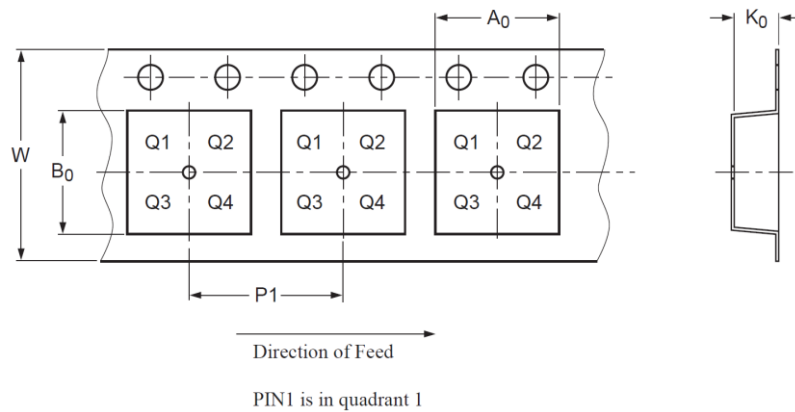 A0
K0
W
B0
Q1 Q2 Q1 Q2 Q1 Q2
Q3 Q4 Q3 Q4 Q3 Q4
P1
Direction of Feed
PIN1 is in quadrant 1